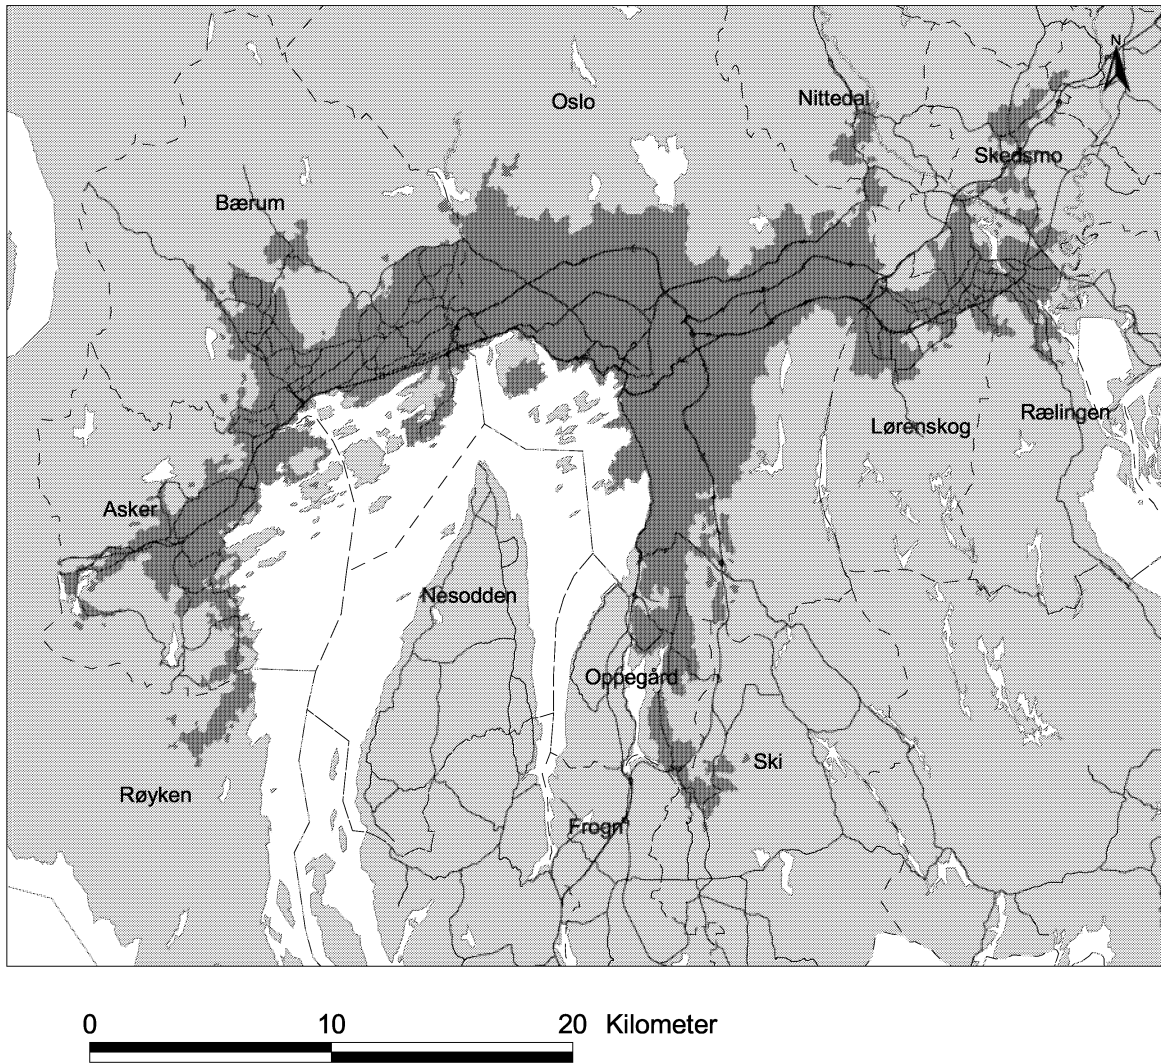 N
Oslo
Nittedal
Skedsmo
Bærum
Rælingen
Lørenskog
Asker
Nesodden
Oppegård
Ski
Røyken
Frogn
0 10 20 Kilometer